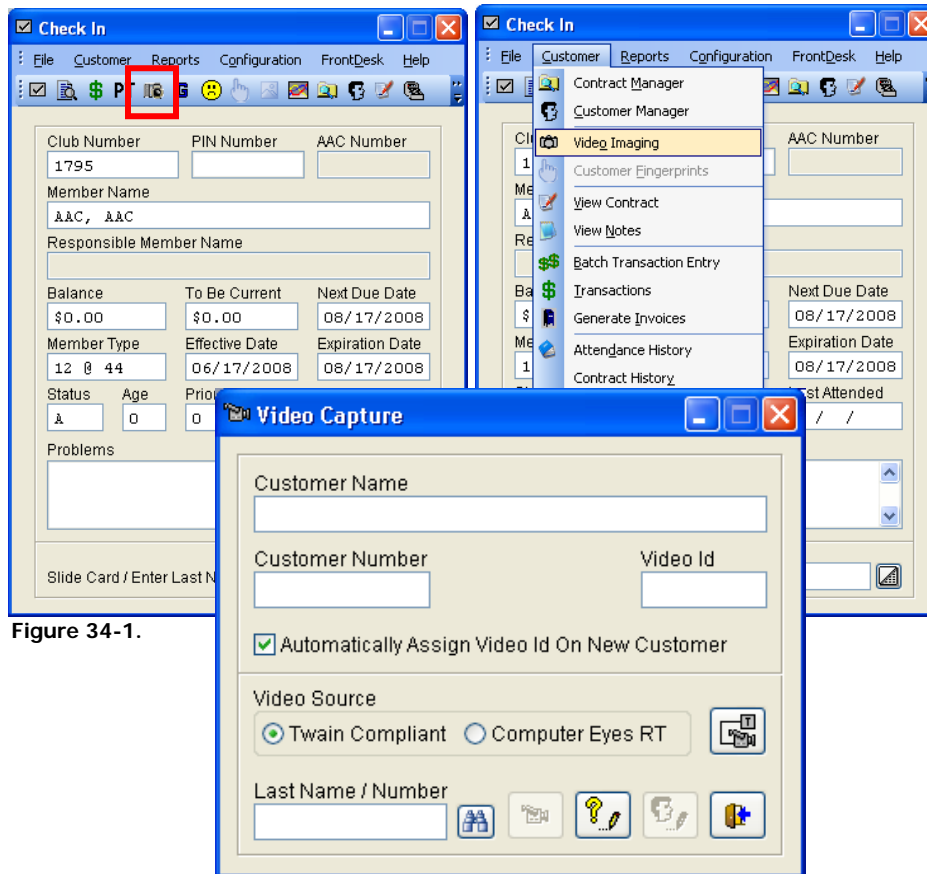 Check In
File Customer Reports Configuration FrontDesk Help
Club Number PIN Number AAC Number
1795
Member Name
AAC, AAC
Responsible Member Name
Balance To Be Current Next Due Date
$0.00 $0.00 08/17/2008
Member Type Effective Date Expiration Date
12 @ 44 06/17/2008 08/17/2008
Status Age
A 0 0
Problems
Slide Card / Enter Last N
Figure 34-1.
Check In
File Customer Reports Configuration FrontDesk Help
Contract Manager
Customer Manager
Video Imaging
Customer Fingerprints
View Contract
View Notes
Batch Transaction Entry
Transactions
Generate Invoices
Attendance History
Contract History
AAC Number
Next Due Date
08/17/2008
Expiration Date
08/17/2008
st Attended
/ /
Video Capture
Customer Name
Customer Number Video Id
Automatically Assign Video Id On New Customer
Video Source
Twain Compliant Computer Eyes RT
Last Name / Number